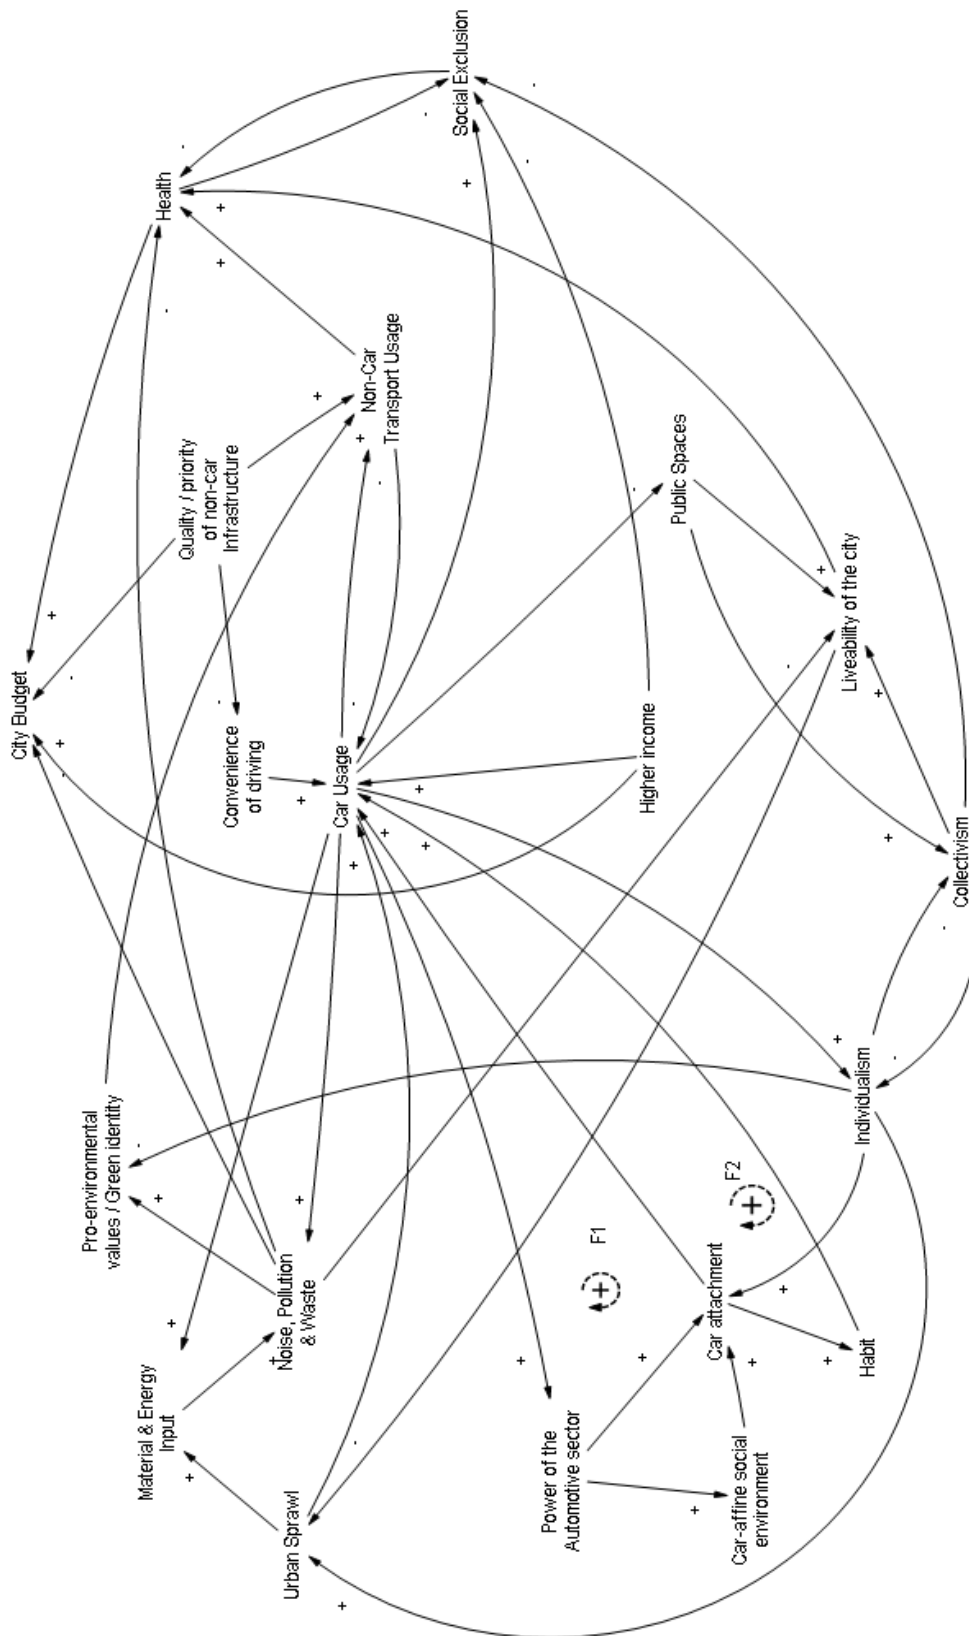 City Budget
Health
Social Exclusion
Quality / priority
of non-car
Infrastructure
Non-Car
Transport Usage
Convenience
of driving
Car Usage
Public Spaces
Higher income
Liveability of the city
Collectivism
Pro-environmental
values / Green identity
Individualism
Noise, Pollution
& Waste
Material & Energy
Input
Urban Sprawl
F1
F2
Car attachment
Habit
Power of the
Automotive sector
Car-affine social
environment